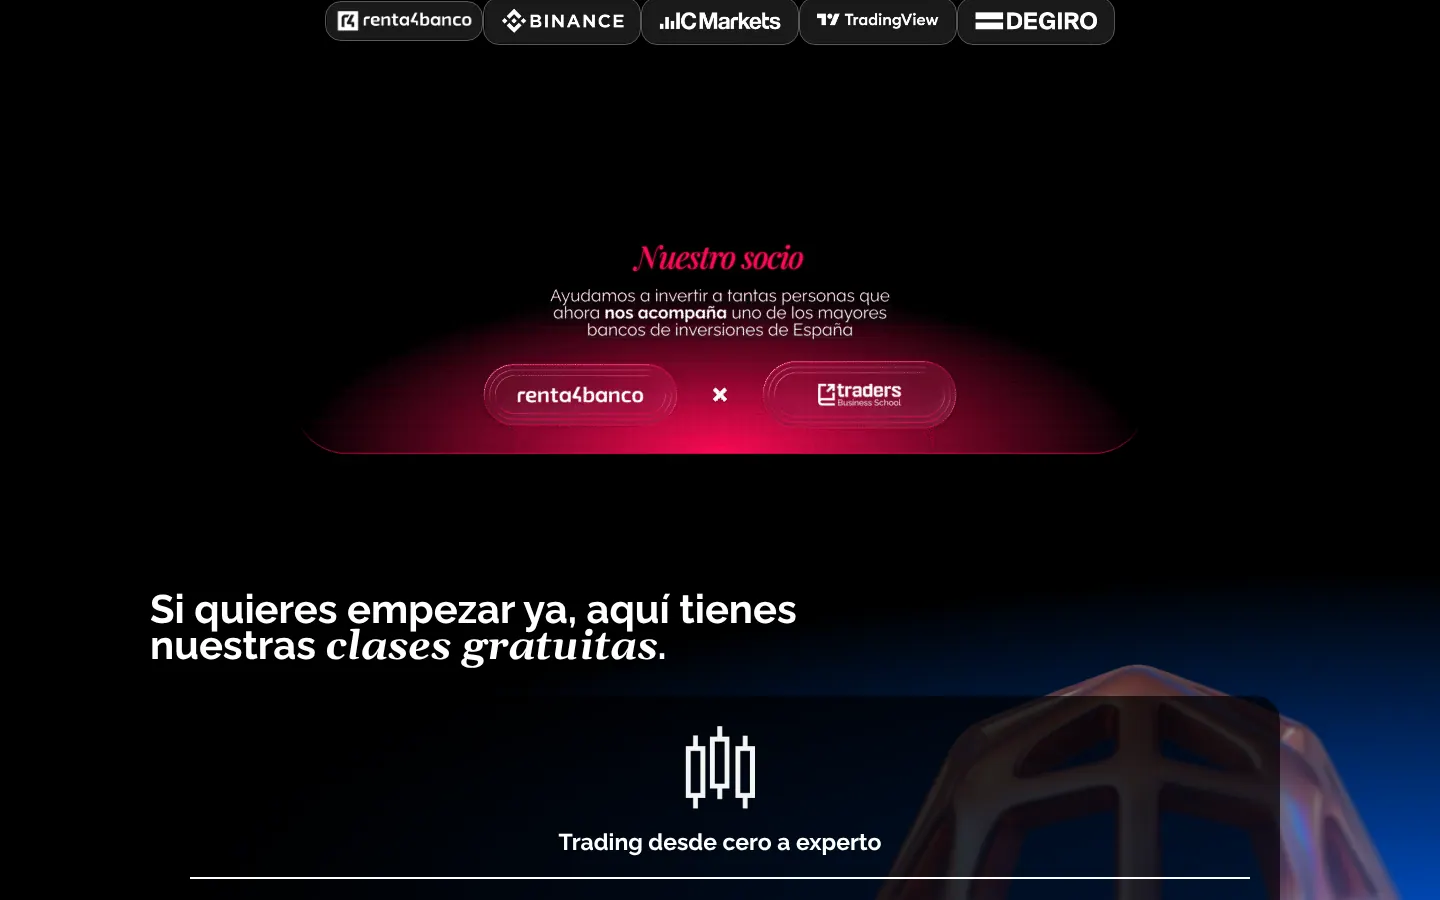 renta4banco BINANCE IC Markets TradingView DEGIRO
Nuestro socio
Ayudamos a invertir a tantas personas que
ahora nos acompaña uno de los mayores
bancos de inversiones de España
renta4banco × traders Business School
Si quieres empezar ya, aquí tienes
nuestras clases gratuitas.
Trading desde cero a experto